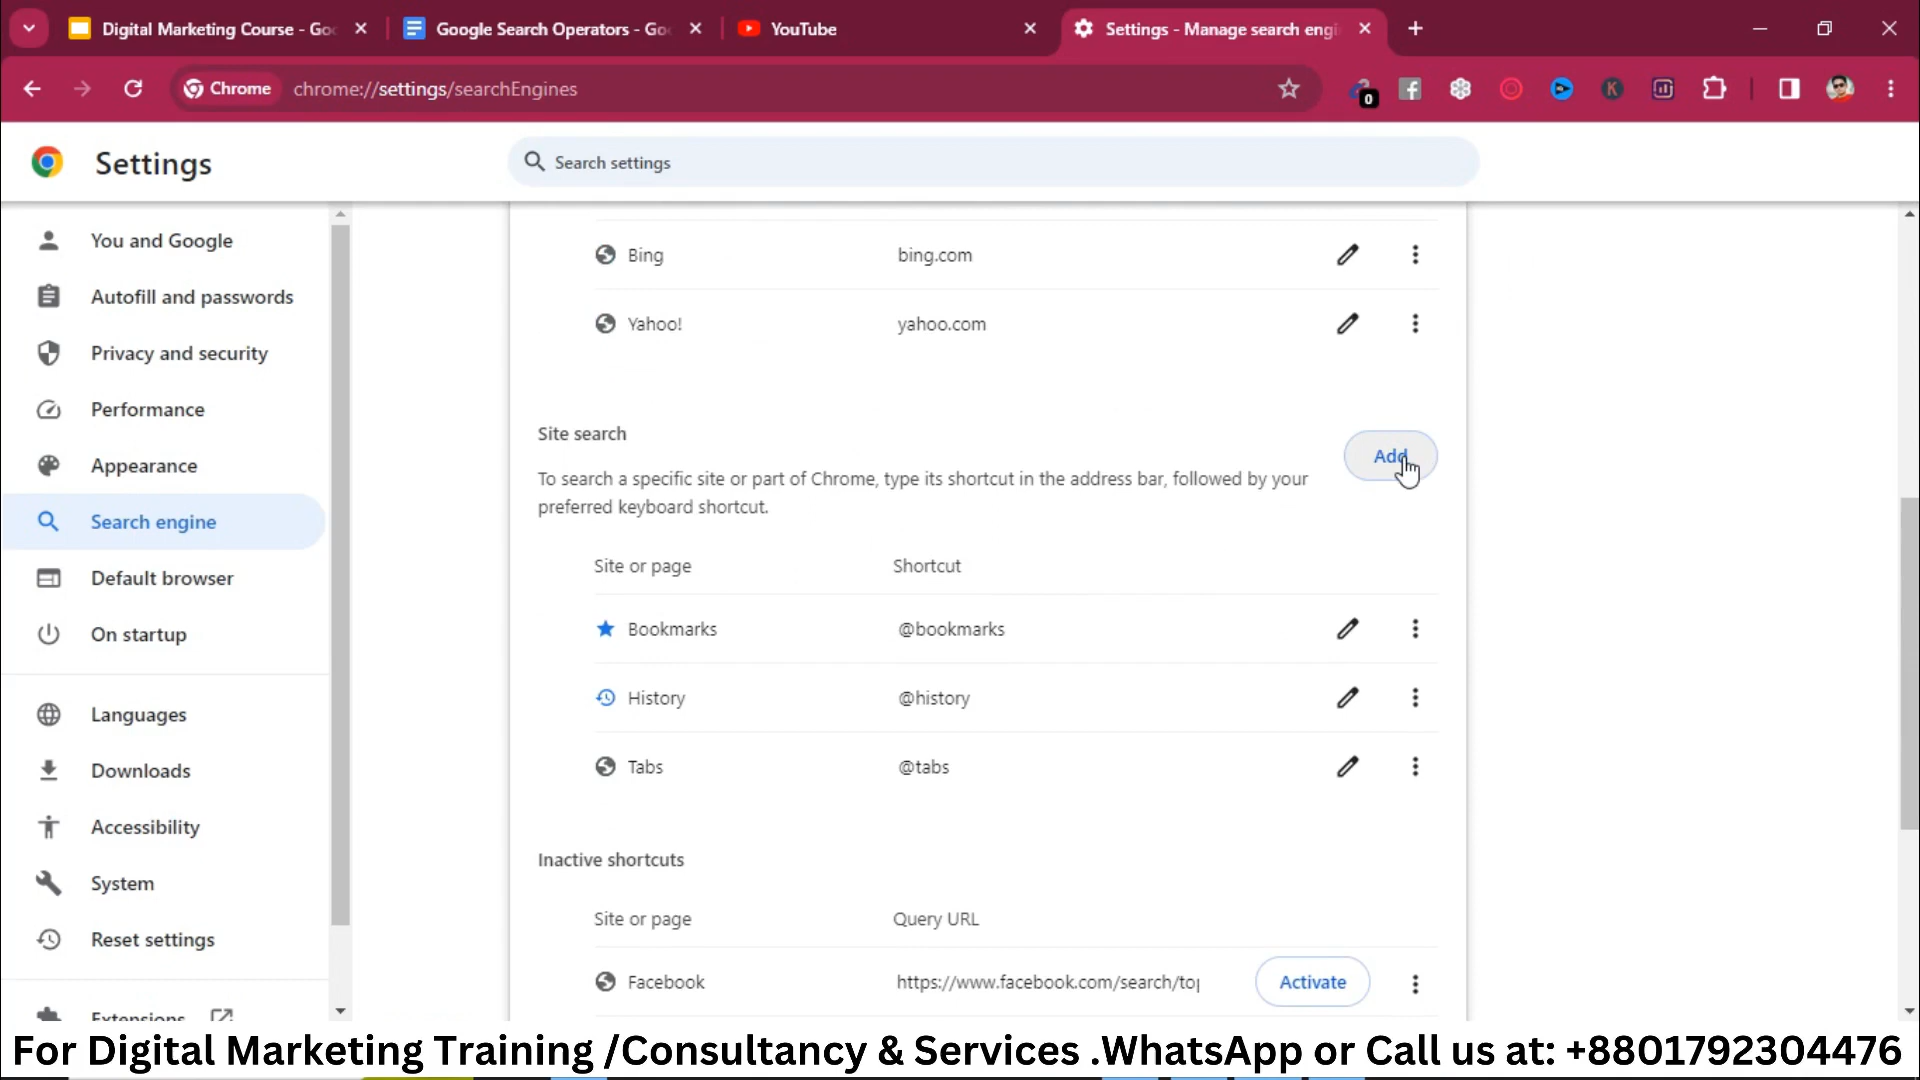 Digital Marketing Course - Goo
Google Search Operators - Goo
YouTube
Settings - Manage search engi
Chrome
chrome://settings/searchEngines
0
K
Settings
Search settings
You and Google
Autofill and passwords
Privacy and security
Performance
Appearance
Search engine
Default browser
On startup
Languages
Downloads
Accessibility
System
Reset settings
Extensions
Bing bing.com
Yahoo! yahoo.com
Site search
Add
To search a specific site or part of Chrome, type its shortcut in the address bar, followed by your
preferred keyboard shortcut.
Site or page Shortcut
Bookmarks @bookmarks
History @history
Tabs @tabs
Inactive shortcuts
Site or page Query URL
Facebook https://www.facebook.com/search/top Activate
For Digital Marketing Training /Consultancy & Services .WhatsApp or Call us at: +8801792304476